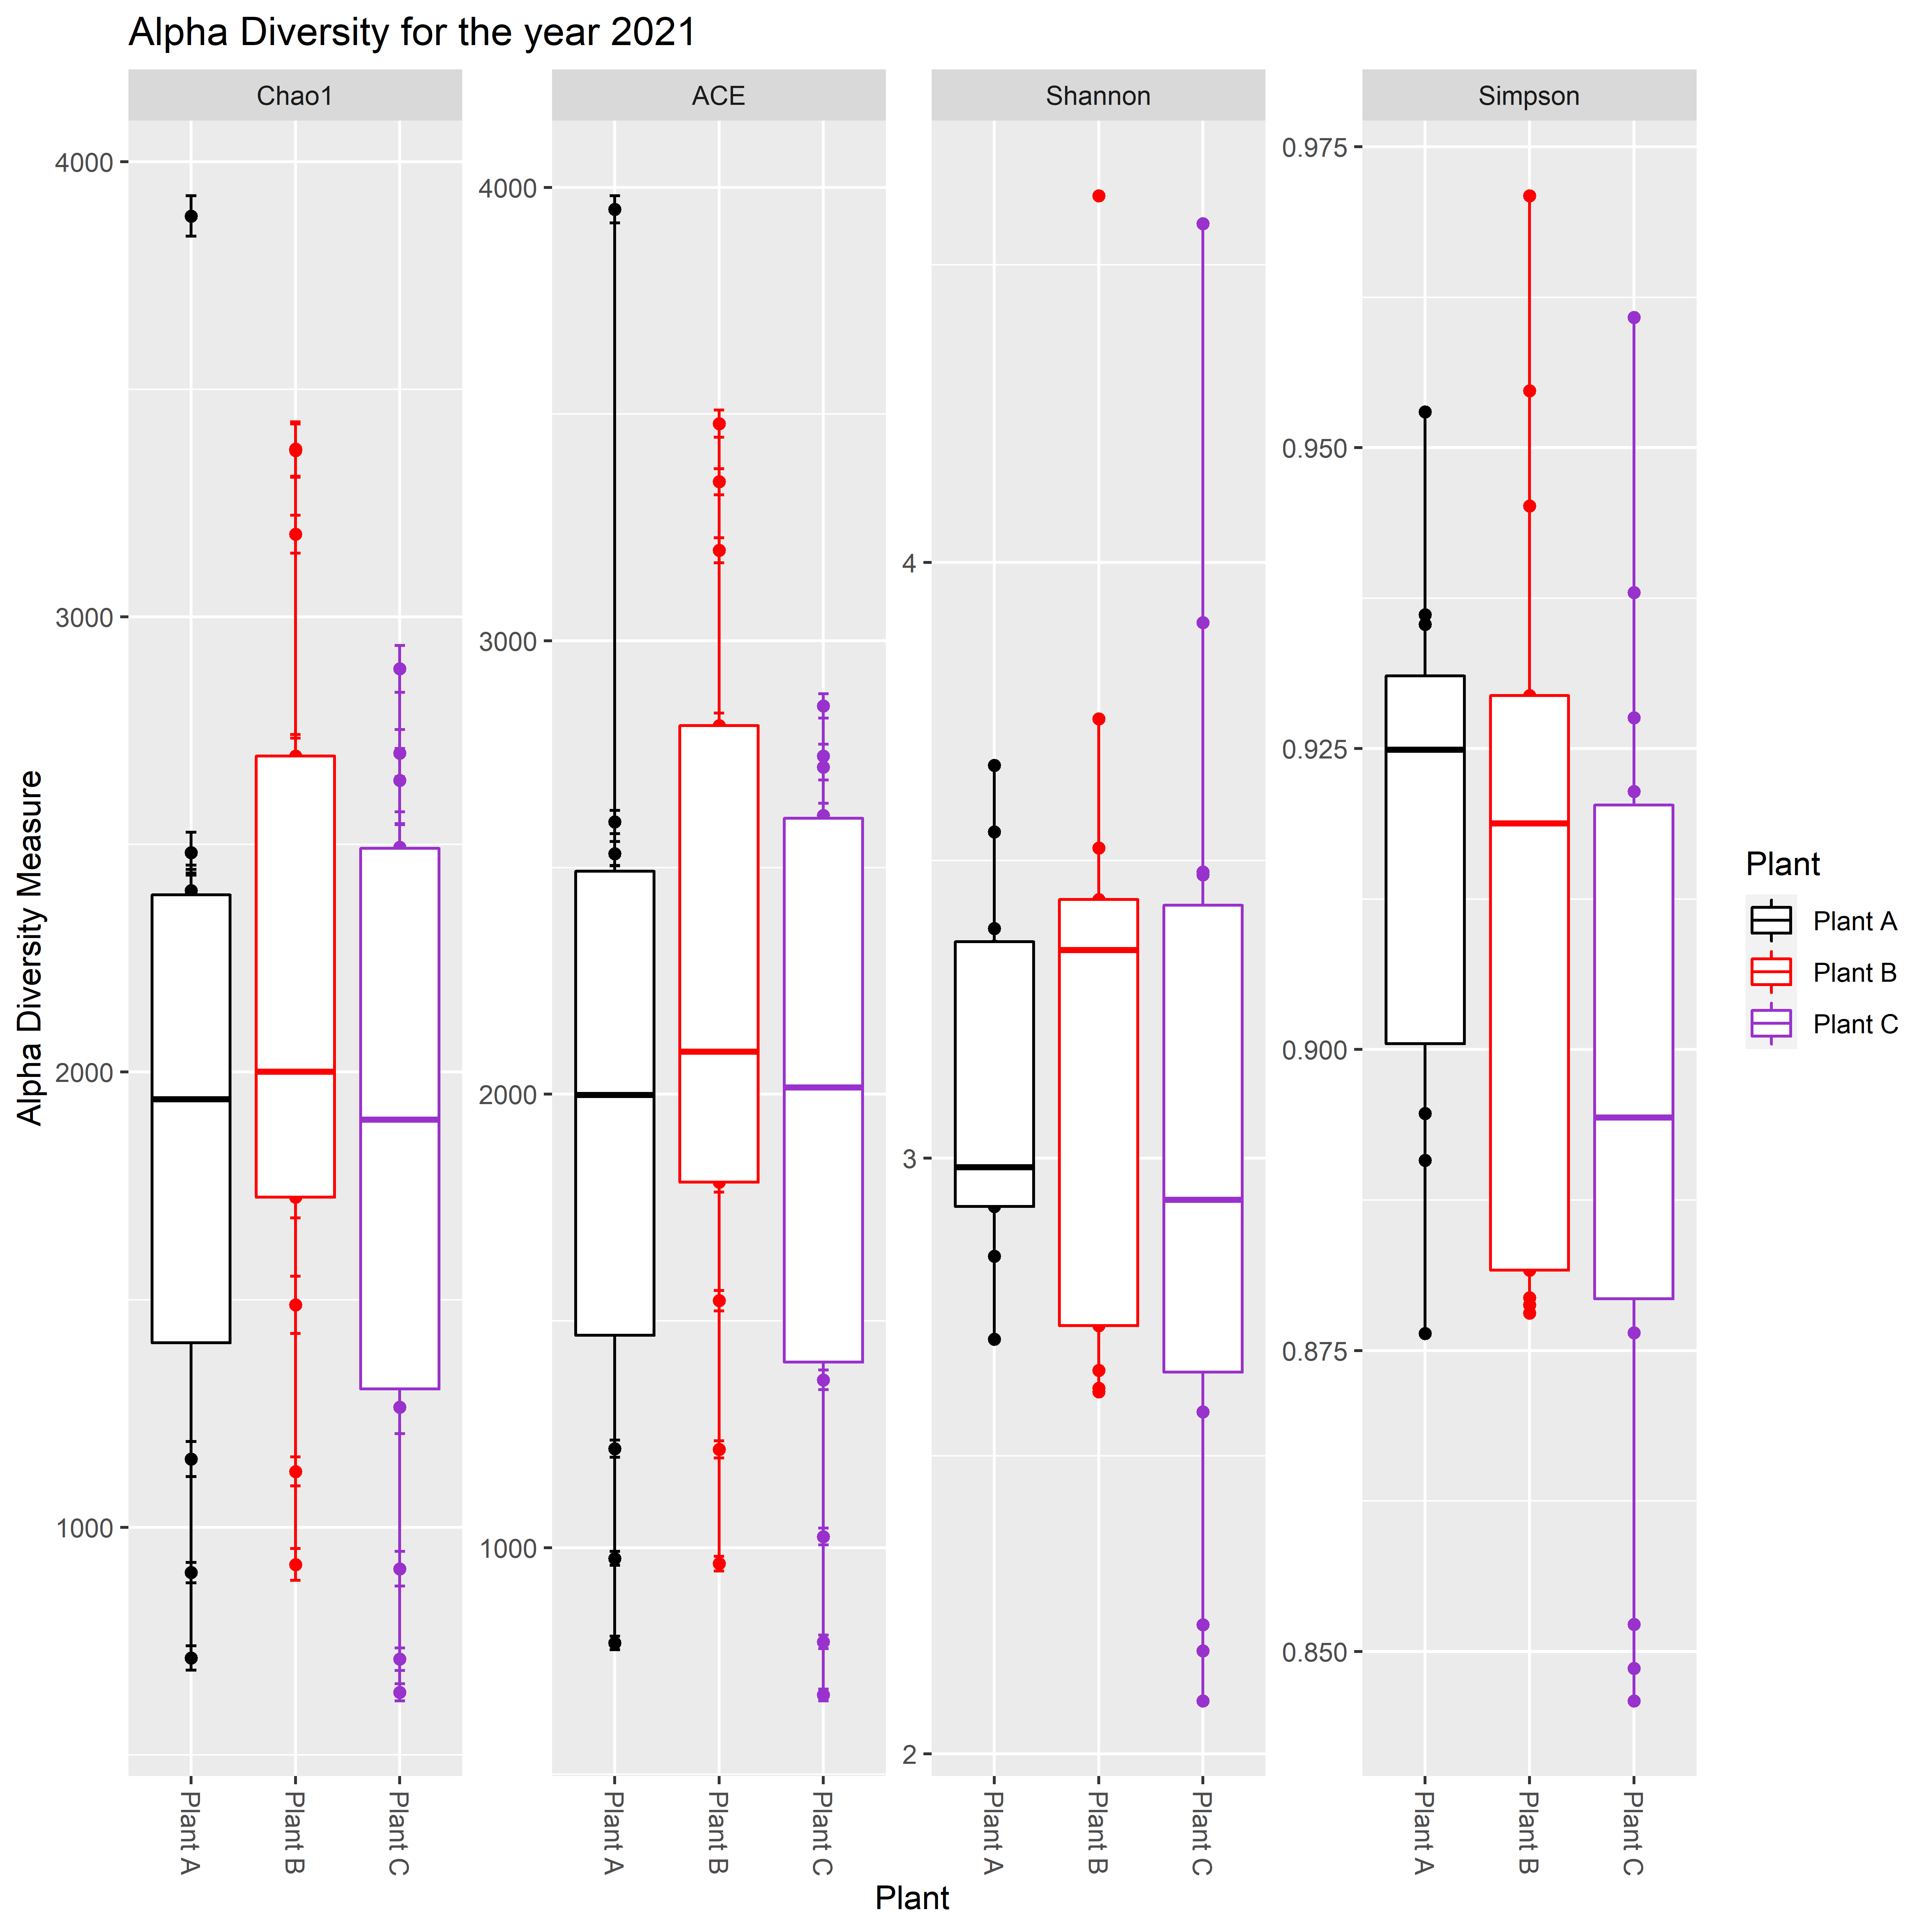 Alpha Diversity for the year 2021
Chao1
ACE
Shannon
Simpson
Alpha Diversity Measure
4000
3000
2000
1000
4000
3000
2000
1000
4
3
2
0.975
0.950
0.925
0.900
0.875
0.850
Plant A
Plant B
Plant C
Plant A
Plant B
Plant C
Plant A
Plant B
Plant C
Plant A
Plant B
Plant C
Plant
Plant
Plant A
Plant B
Plant C